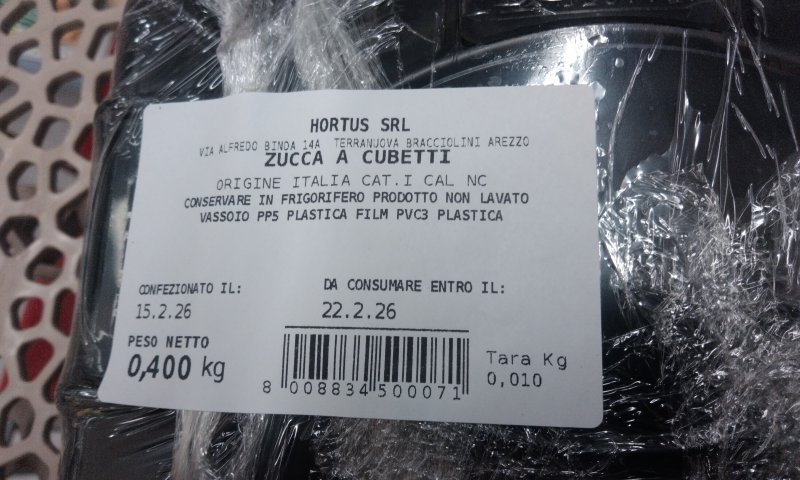 HORTUS SRL
VIA ALFREDO BINDA 14A TERRANUOVA BRACCIOLINI AREZZO
ZUCCA A CUBETTI
ORIGINE ITALIA CAT.I CAL NC
CONSERVARE IN FRIGORIFERO PRODOTTO NON LAVATO
VASSOIO PP5 PLASTICA FILM PVC3 PLASTICA
CONFEZIONATO IL: DA CONSUMARE ENTRO IL:
15.2.26 22.2.26
PESO NETTO
0,400 kg
Tara Kg
0,010
8 008834 500071